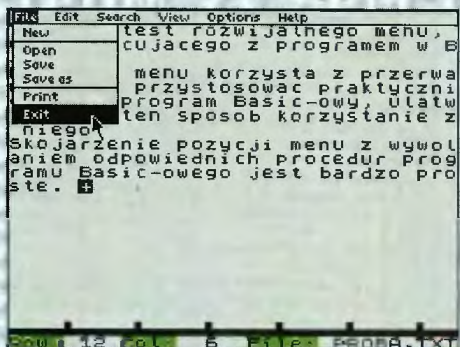 File Edit Search View Options Help
New
Open
Save
Save as
Print
Exit
test rozwijalnego menu,
cujacego z programem w B
menu korzysta z przerwa
przystosowac praktyczni
program Basic-owy, ulatw
ten sposob korzystanie z
niego
Skojarzenie pozycji menu z wywol
aniem odpowiednich procedur prog
ramu Basic-owego jest bardzo pro
ste.
Row: 12 col: 6 File: PROBA.TXT